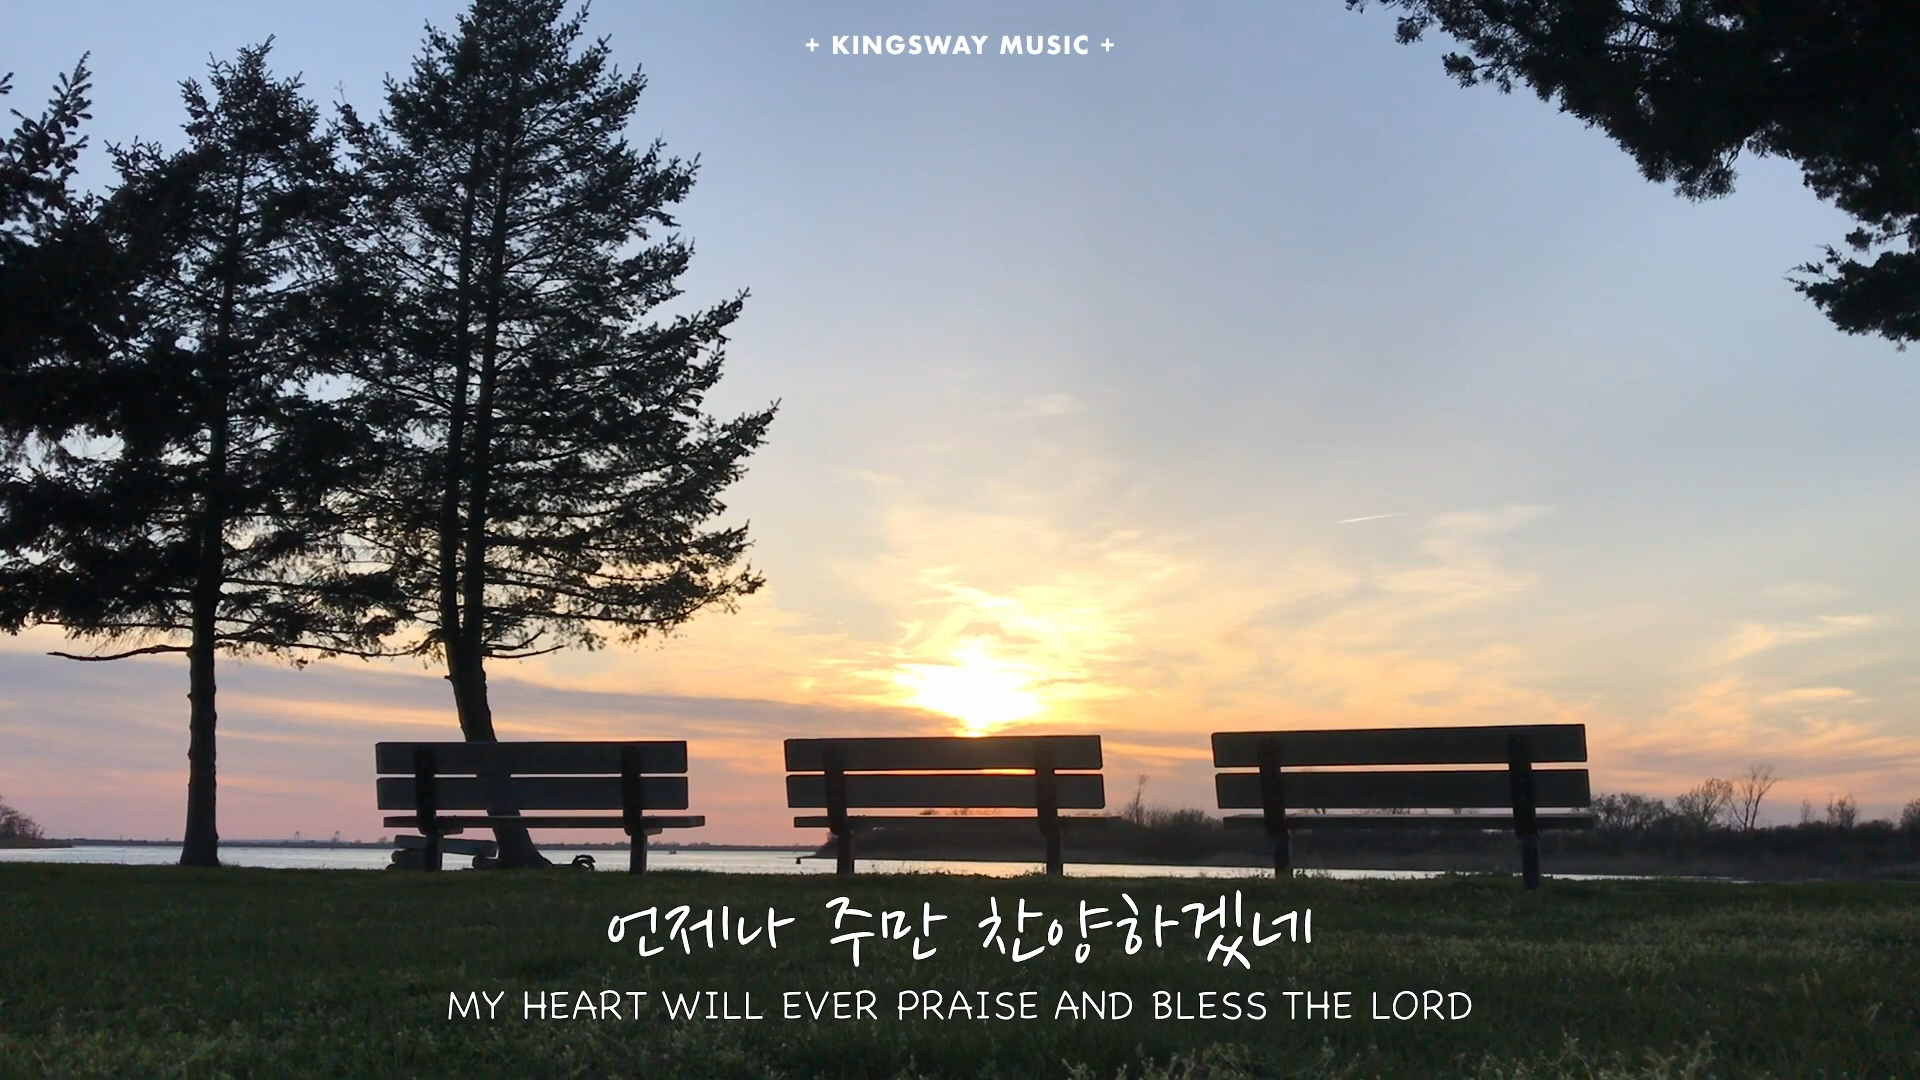 + KINGSWAY MUSIC +
언제나 주만 찬양하겠네
MY HEART WILL EVER PRAISE AND BLESS THE LORD